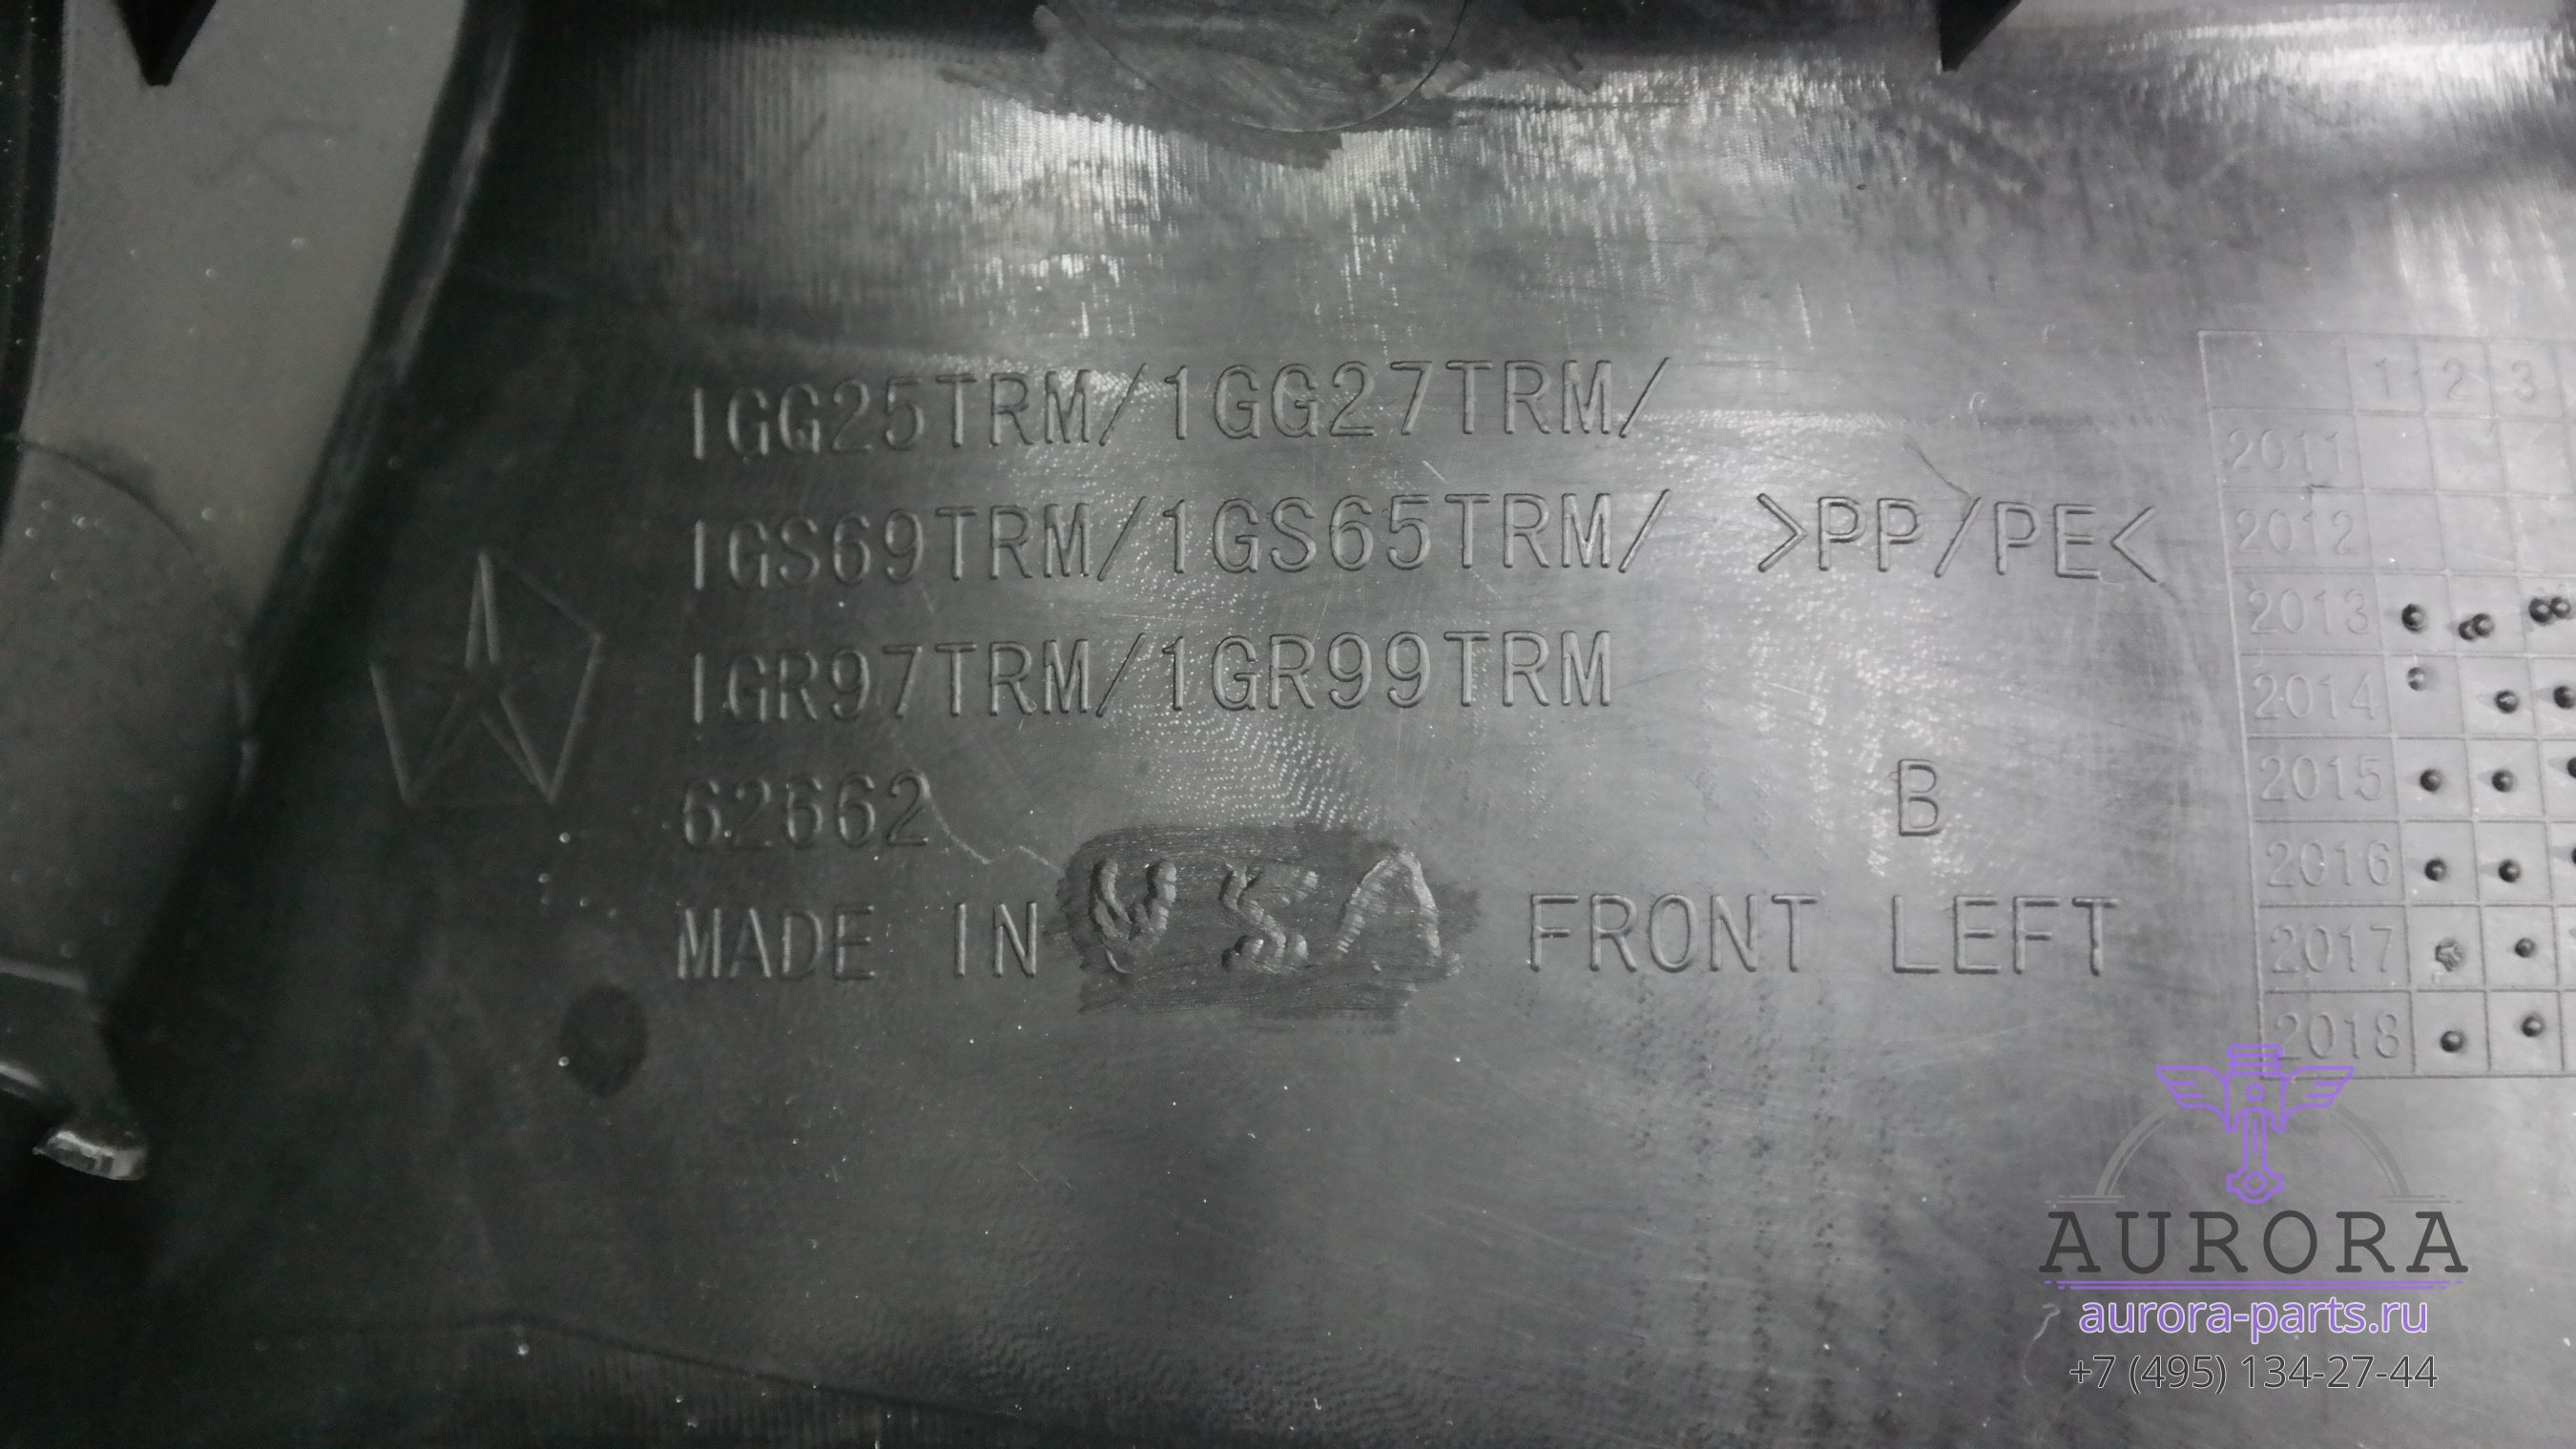 1GG25TRM/1GG27TRM/
1GS69TRM/1GS65TRM/ >PP/PE<
1GR97TRM/1GR99TRM
62662
B
MADE IN USA FRONT LEFT
1 2 3
2011
2012
2013
2014
2015
2016
2017
2018
AURORA
aurora-parts.ru
+7 (495) 134-27-44